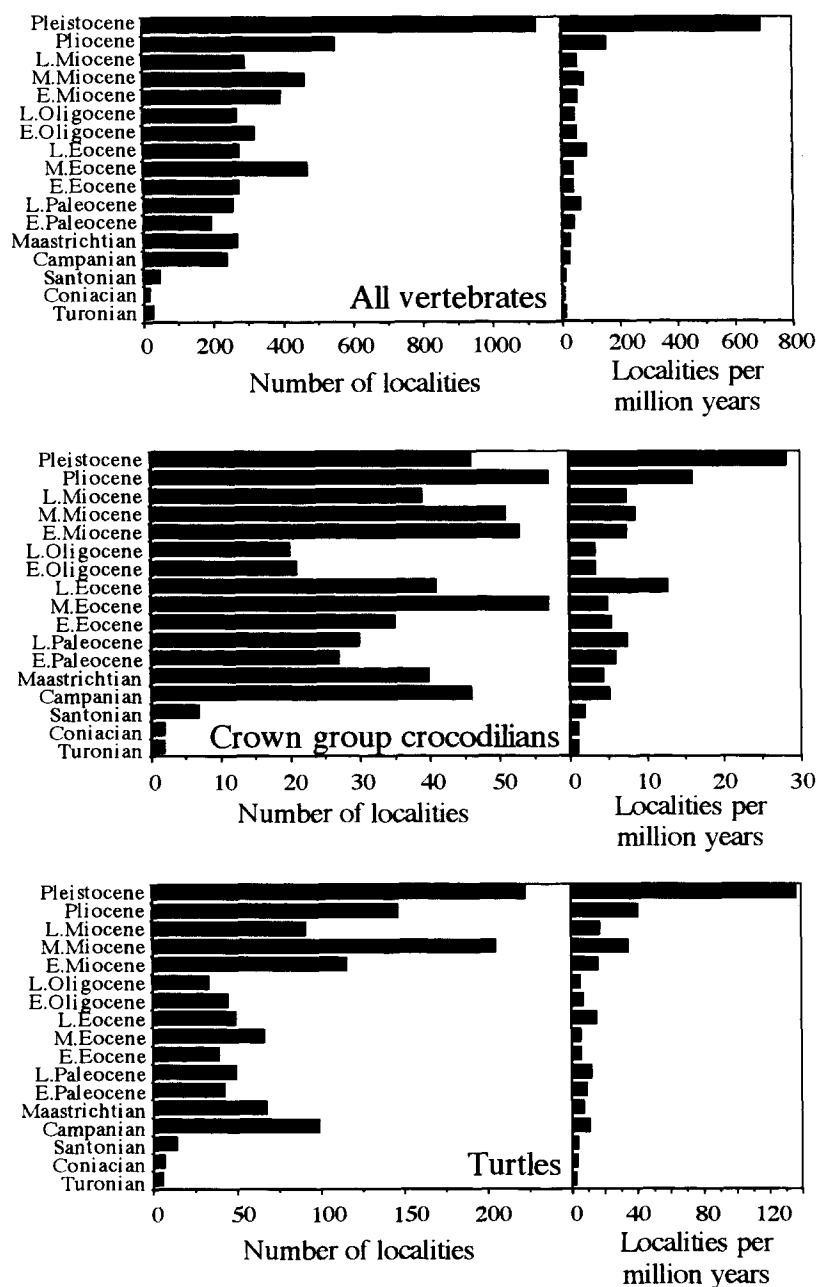 Pleistocene
Pliocene
L.Miocene
M.Miocene
E.Miocene
L.Oligocene
E.Oligocene
L.Eocene
M.Eocene
E.Eocene
L.Paleocene
E.Paleocene
Maastrichtian
Campanian
Santonian
Coniacian
Turonian
All vertebrates
0 200 400 600 800 1000
Number of localities
0 200 400 600 800
Localities per
million years
Pleistocene
Pliocene
L.Miocene
M.Miocene
E.Miocene
L.Oligocene
E.Oligocene
L.Eocene
M.Eocene
E.Eocene
L.Paleocene
E.Paleocene
Maastrichtian
Campanian
Santonian
Coniacian
Turonian
Crown group crocodilians
0 10 20 30 40 50
Number of localities
0 10 20 30
Localities per
million years
Pleistocene
Pliocene
L.Miocene
M.Miocene
E.Miocene
L.Oligocene
E.Oligocene
L.Eocene
M.Eocene
E.Eocene
L.Paleocene
E.Paleocene
Maastrichtian
Campanian
Santonian
Coniacian
Turonian
Turtles
0 50 100 150 200
Number of localities
0 40 80 120
Localities per
million years